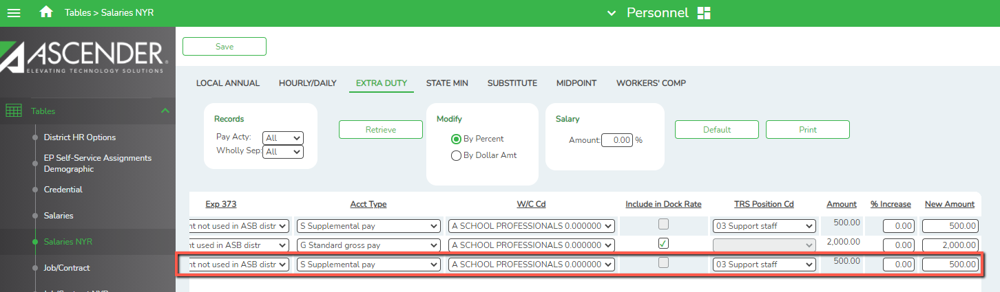 Tables > Salaries NYR
Personnel
ASCENDER®
ELEVATING TECHNOLOGY SOLUTIONS
Tables
District HR Options
EP Self-Service Assignments
Demographic
Credential
Salaries
Salaries NYR
Job/Contract
Job/Contract NYR
Save
LOCAL ANNUAL HOURLY/DAILY EXTRA DUTY STATE MIN SUBSTITUTE MIDPOINT WORKERS' COMP
Records
Pay Acty: All
Wholly Sep: All
Retrieve
Modify
By Percent
By Dollar Amt
Salary
Amount: 0.00 %
Default
Print
Exp 373 Acct Type W/C Cd Include in Dock Rate TRS Position Cd Amount % Increase New Amount
nt not used in ASB distr S Supplemental pay A SCHOOL PROFESSIONALS 0.000000 03 Support staff 500.00 0.00 500.00
nt used in ASB distr G Standard gross pay A SCHOOL PROFESSIONALS 0.000000 2,000.00 0.00 2,000.00
nt not used in ASB distr S Supplemental pay A SCHOOL PROFESSIONALS 0.000000 03 Support staff 500.00 0.00 500.00